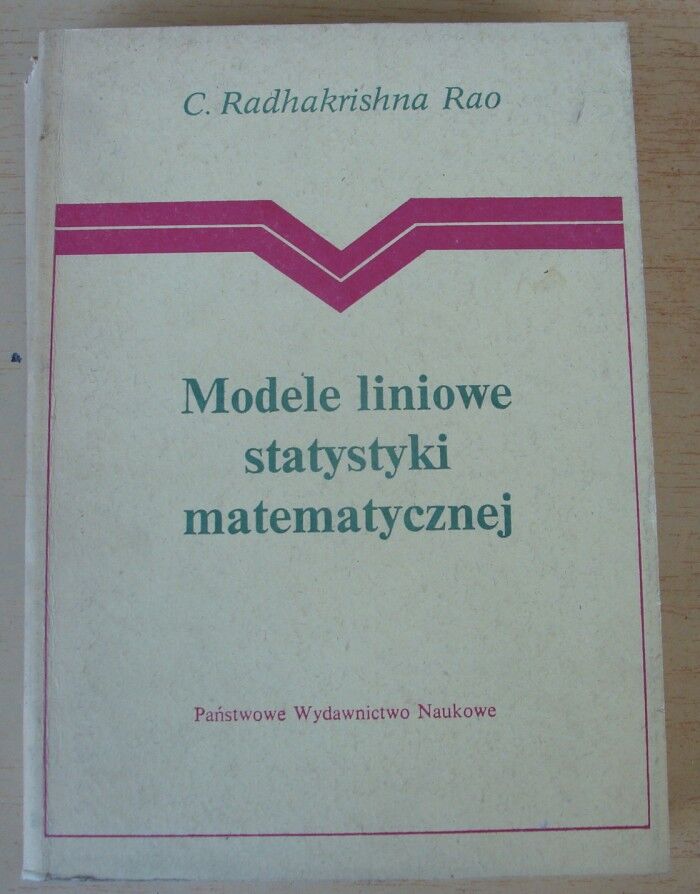 C. Radhakrishna Rao
Modele liniowe
statystyki
matematycznej
Państwowe Wydawnictwo Naukowe